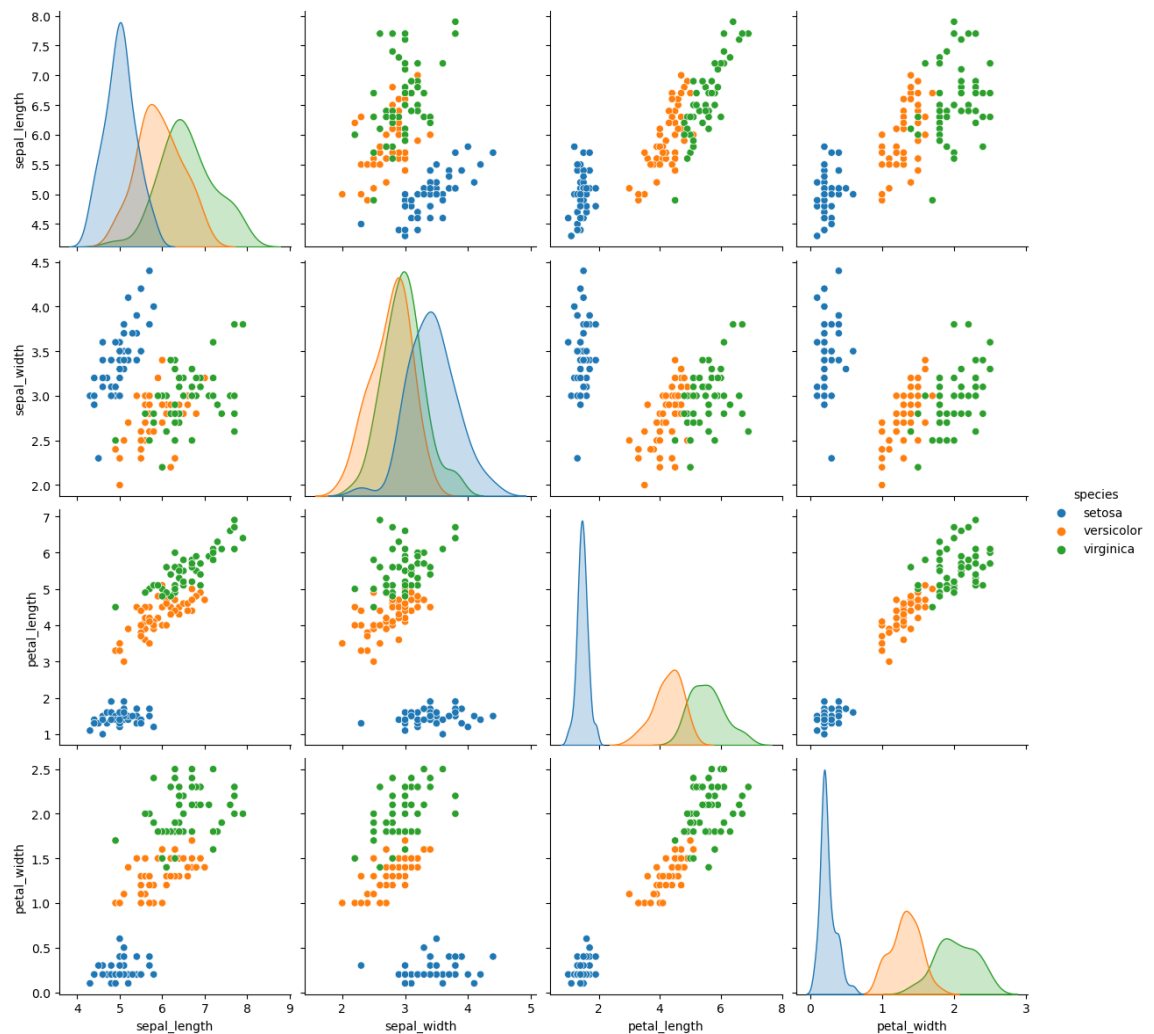 8.0
7.5
7.0
6.5
6.0
5.5
5.0
4.5
sepal_length
4.5
4.0
3.5
3.0
2.5
2.0
sepal_width
species
setosa
versicolor
virginica
7
6
5
4
3
2
1
petal_length
2.5
2.0
1.5
1.0
0.5
0.0
petal_width
4 5 6 7 8 9
sepal_length
2 3 4 5
sepal_width
2 4 6 8
petal_length
0 1 2 3
petal_width